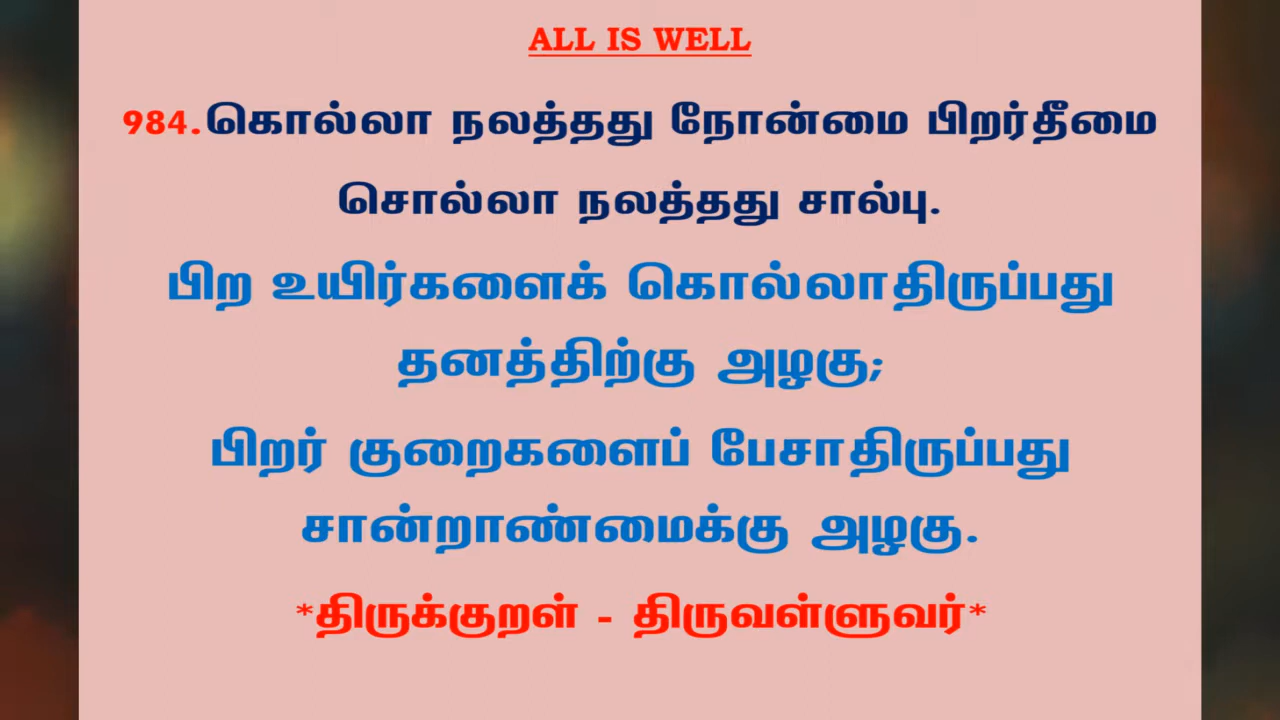 ALL IS WELL
984.கொல்லா நலத்தது நோன்மை பிறர்தீமை
சொல்லா நலத்தது சால்பு.
பிற உயிர்களைக் கொல்லாதிருப்பது
தனத்திற்கு அழகு;
பிறர் குறைகளைப் பேசாதிருப்பது
சான்றாண்மைக்கு அழகு.
*திருக்குறள் - திருவள்ளுவர்*